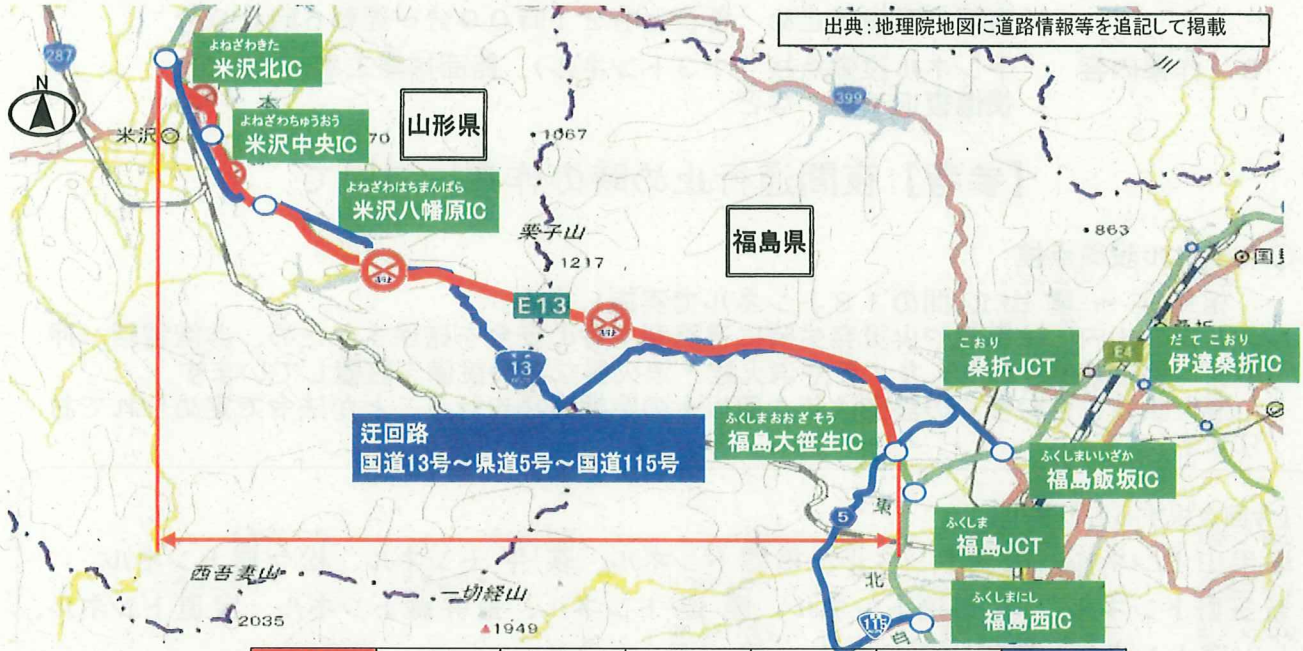 出典:地理院地図に道路情報等を追記して掲載
287
よねざわきた
米沢北IC
N
399
よねざわちゅうおう
米沢中央IC
米沢
70
山形県
1067
よねざわはちまんぱら
米沢八幡原IC
栗子山
1217
福島県
863
国見
E13
こおり
桑折JCT
E4
桑折
だてこおり
伊達桑折IC
13
迂回路
国道13号~県道5号~国道115号
ふくしまおおざそう
福島大笹生IC
ふくしまいいざか
福島飯坂IC
5
東
ふくしま
福島JCT
北
西吾妻山
一切経山
ふくしまにし
福島西IC
2035
1949
115
自